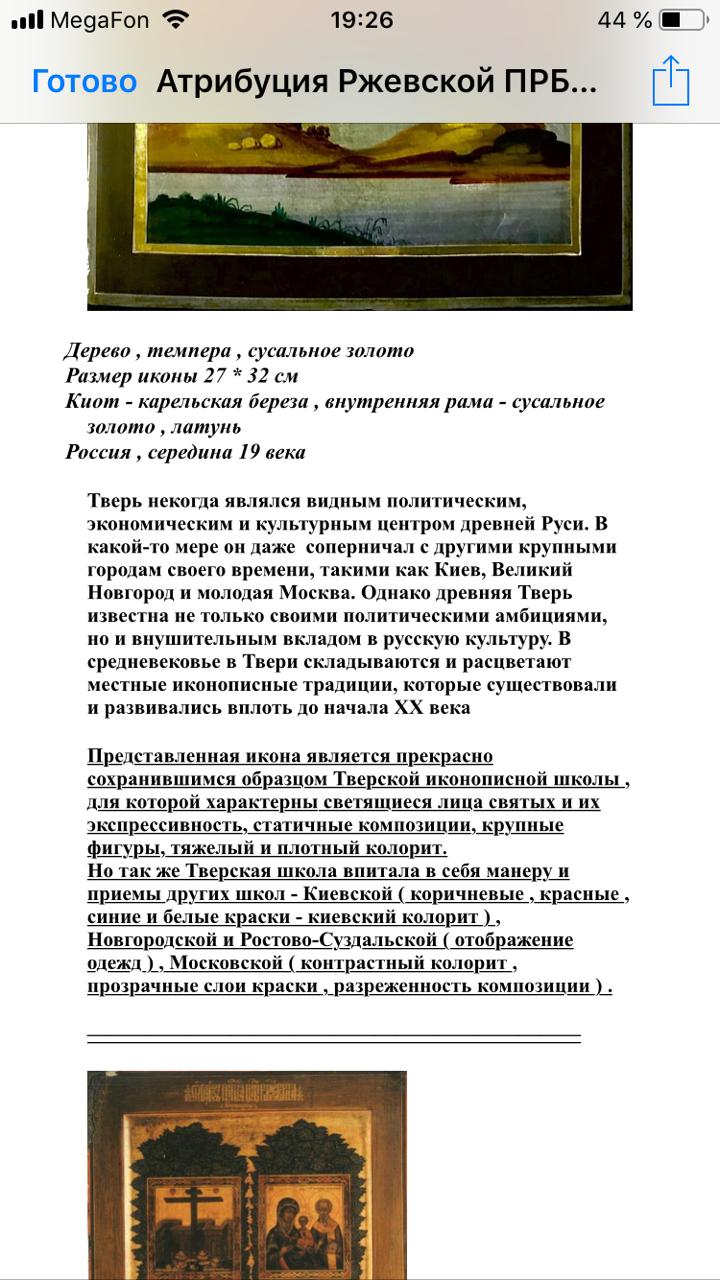 MegaFon 19:26 44 %
Готово Атрибуция Ржевской ПРБ...
Дерево , темпера , сусальное золото
Размер иконы 27 * 32 см
Киот - карельская береза , внутренняя рама - сусальное
золото , латунь
Россия , середина 19 века
Тверь некогда являлся видным политическим,
экономическим и культурным центром древней Руси. В
какой-то мере он даже  соперничал с другими крупными
городам своего времени, такими как Киев, Великий
Новгород и молодая Москва. Однако древняя Тверь
известна не только своими политическими амбициями,
но и внушительным вкладом в русскую культуру. В
средневековье в Твери складываются и расцветают
местные иконописные традиции, которые существовали
и развивались вплоть до начала XX века
Представленная икона является прекрасно
сохранившимся образцом Тверской иконописной школы ,
для которой характерны светящиеся лица святых и их
экспрессивность, статичные композиции, крупные
фигуры, тяжелый и плотный колорит.
Но так же Тверская школа впитала в себя манеру и
приемы других школ - Киевской ( коричневые , красные ,
синие и белые краски - киевский колорит ) ,
Новгородской и Ростово-Суздальской ( отображение
одежд ) , Московской ( контрастный колорит ,
прозрачные слои краски , разреженность композиции ) .